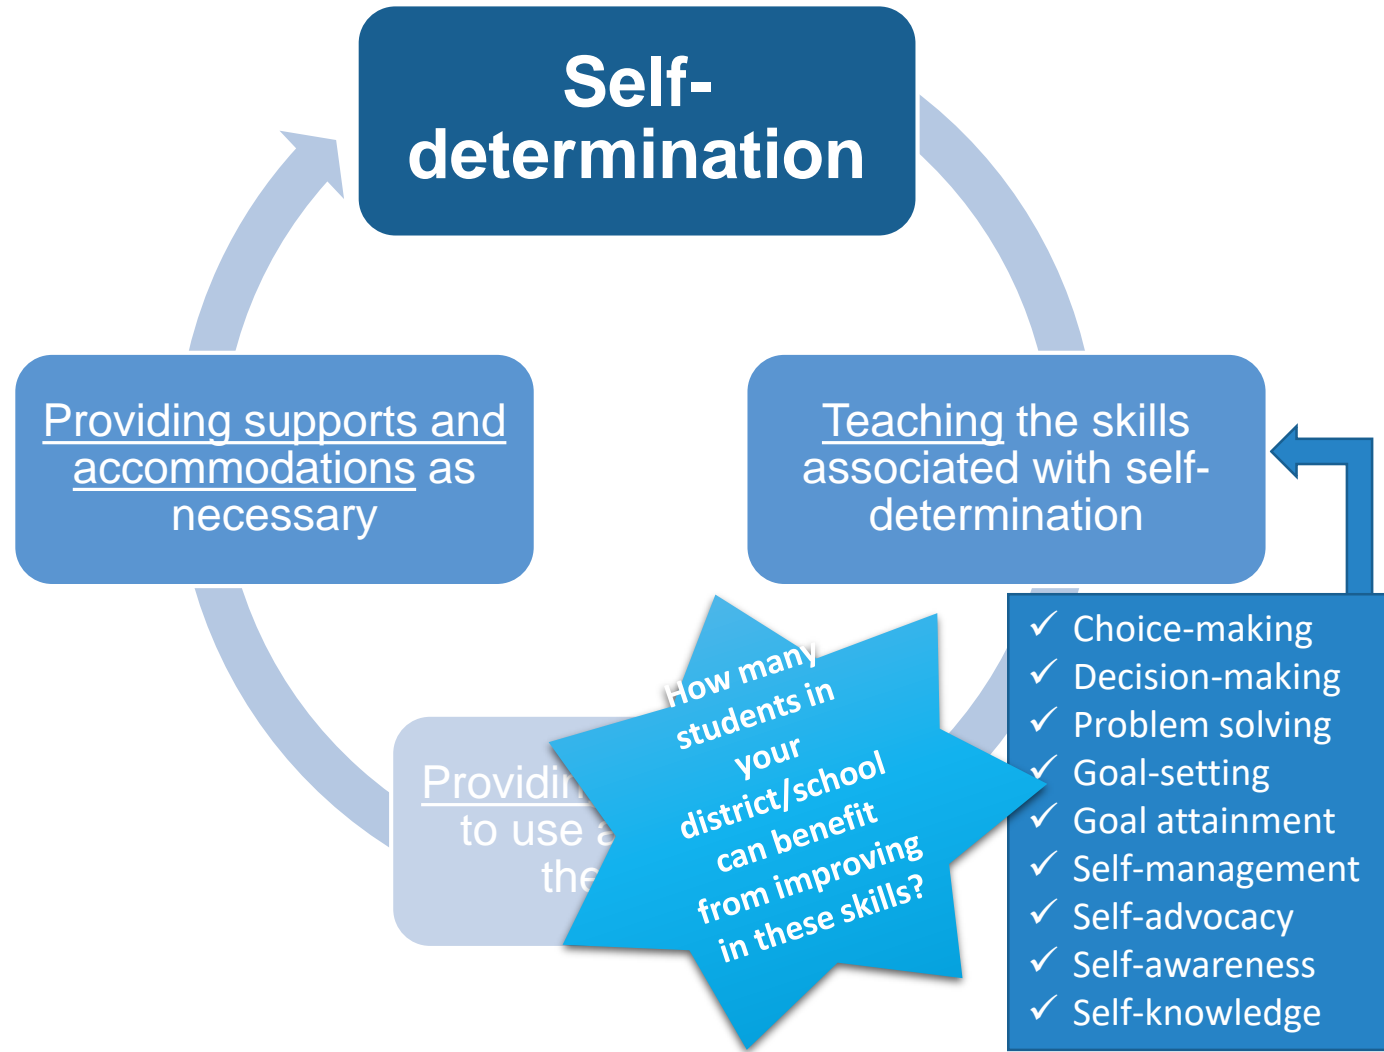 Self-
determination
Providing supports and
accommodations as
necessary
Teaching the skills
associated with self-
determination
to use
How many
students in
your
district/school
can benefit
from improving
in these skills?
✓ Choice-making
✓ Decision-making
✓ Problem solving
✓ Goal-setting
✓ Goal attainment
✓ Self-management
✓ Self-advocacy
✓ Self-awareness
✓ Self-knowledge